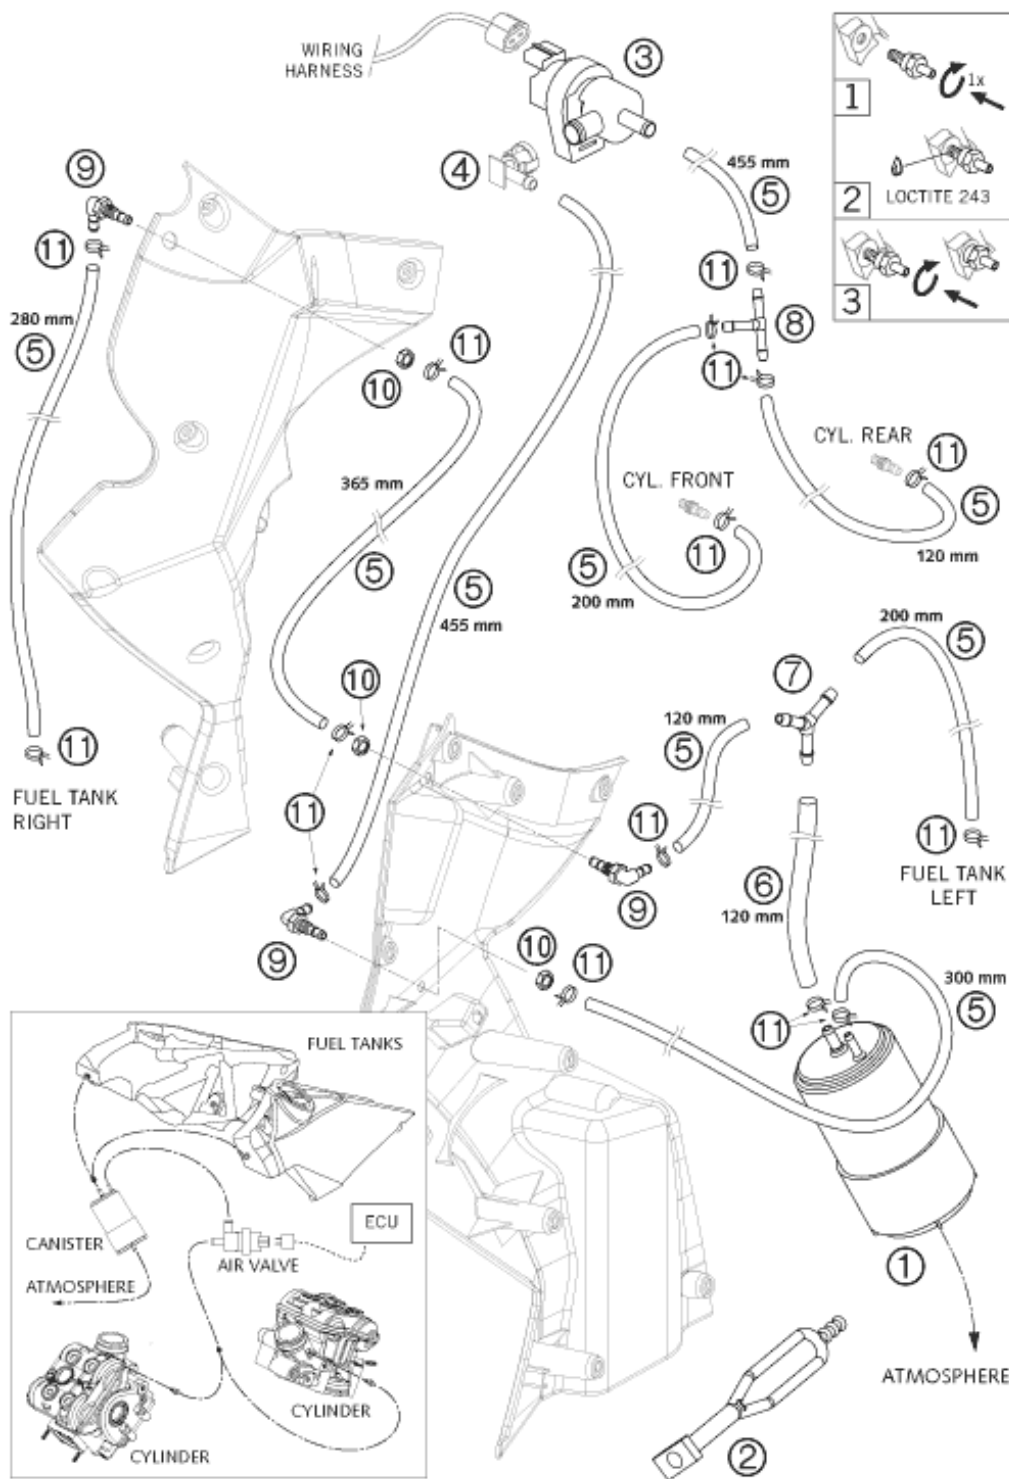 WIRING
HARNESS
3
1
1x
2
LOCTITE 243
3
9
4
455 mm
5
11
11
8
280 mm
5
11
10
11
CYL. REAR
11
5
120 mm
CYL. FRONT
11
5
200 mm
365 mm
5
5
455 mm
200 mm
5
7
10
120 mm
5
11
FUEL TANK
RIGHT
11
11
9
11
FUEL TANK
LEFT
6
120 mm
9
10
11
300 mm
5
11
FUEL TANKS
CANISTER
ECU
AIR VALVE
ATMOSPHERE
CYLINDER
CYLINDER
1
ATMOSPHERE
2